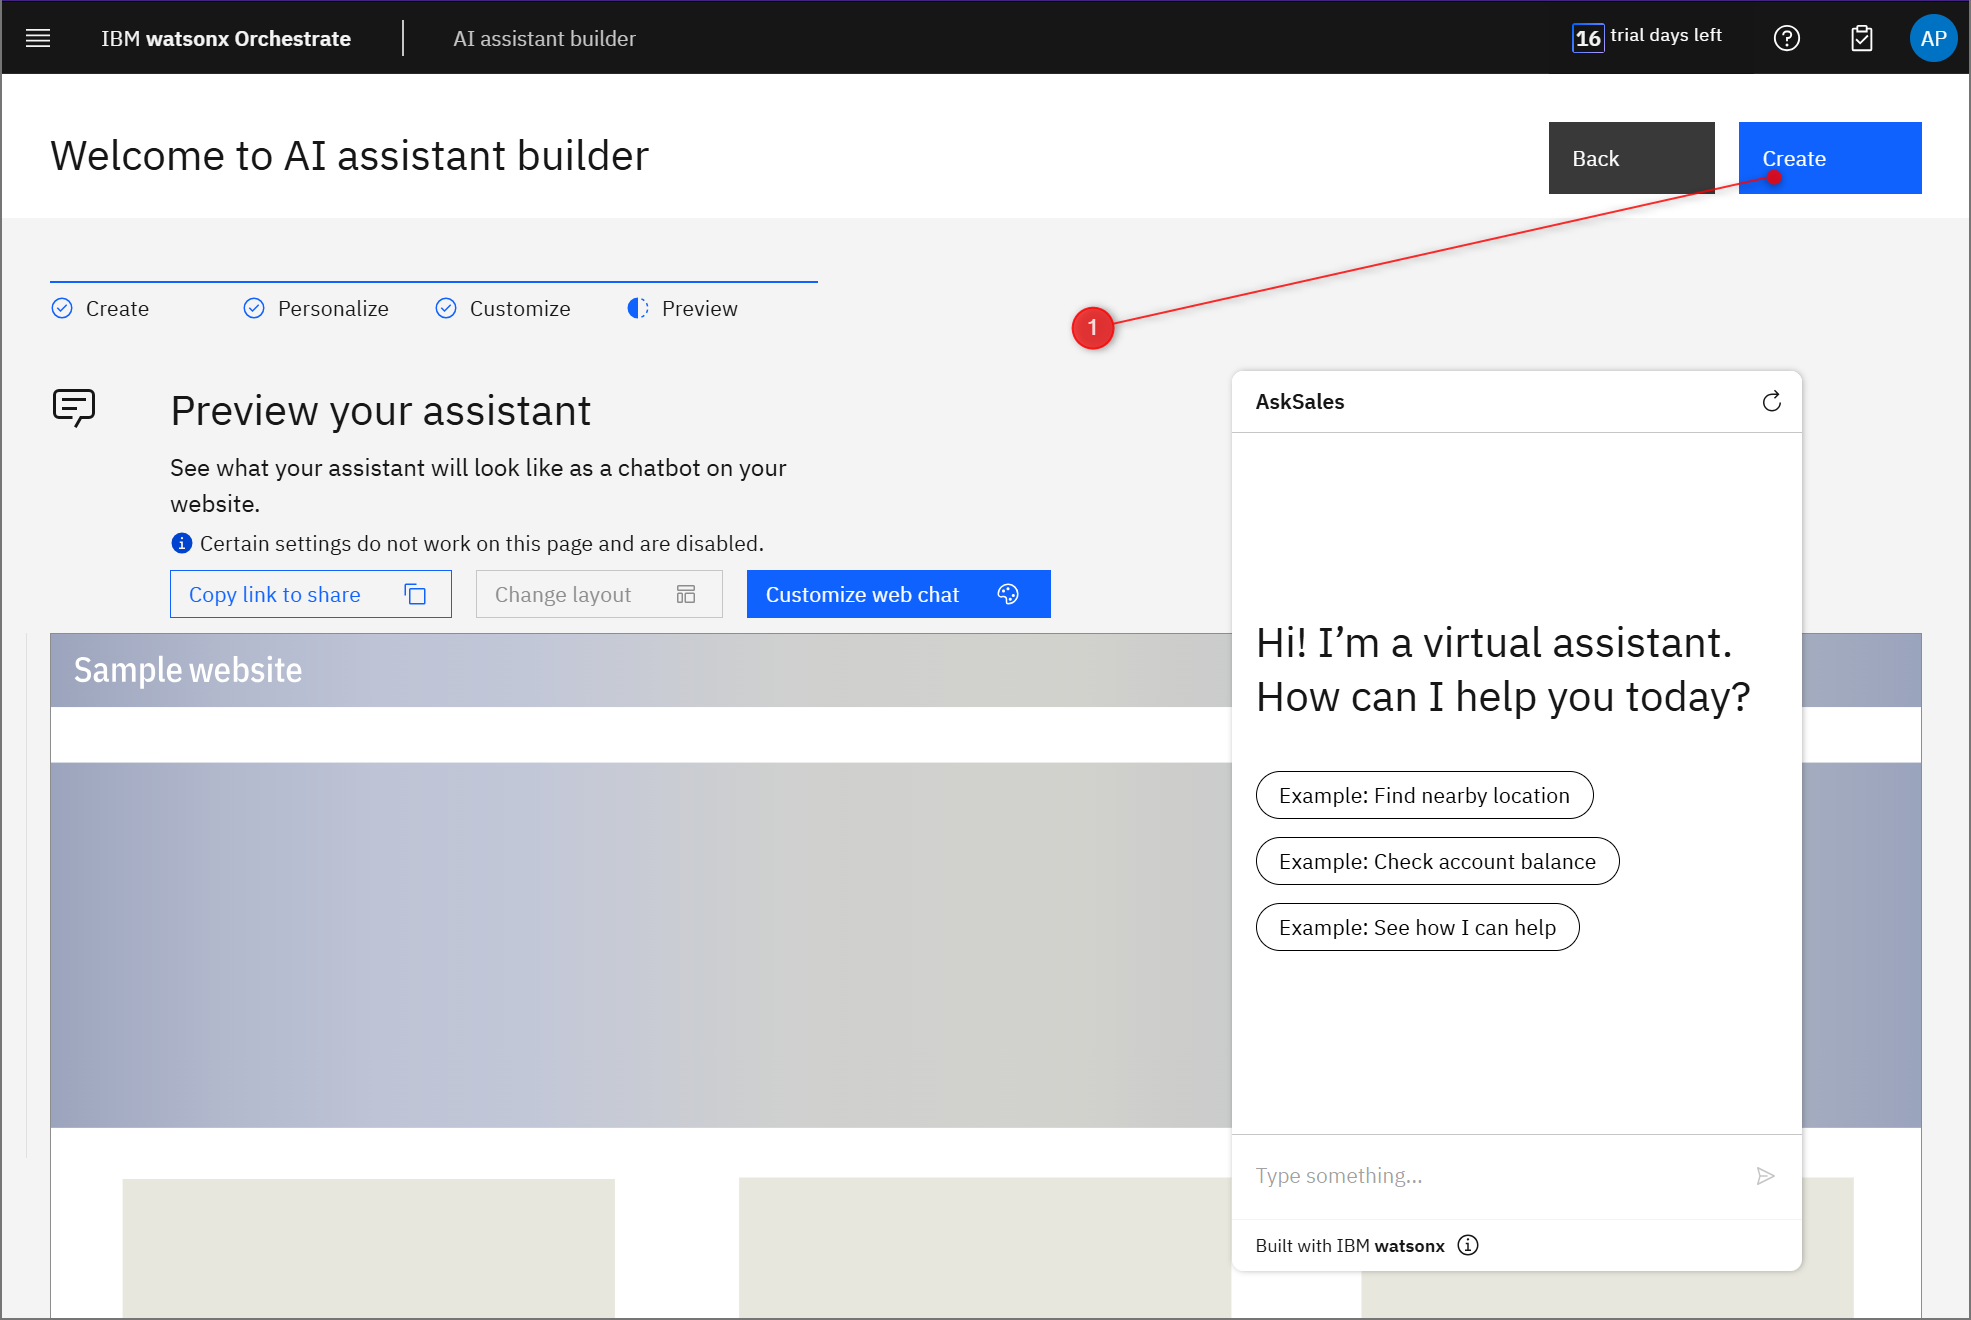 IBM watsonx Orchestrate AI assistant builder 16 trial days left AP
Welcome to AI assistant builder
Back
Create
Create Personalize Customize Preview
1
Preview your assistant
See what your assistant will look like as a chatbot on your
website.
Certain settings do not work on this page and are disabled.
Copy link to share Change layout Customize web chat
Sample website
AskSales
Hi! I’m a virtual assistant.
How can I help you today?
Example: Find nearby location
Example: Check account balance
Example: See how I can help
Type something...
Built with IBM watsonx